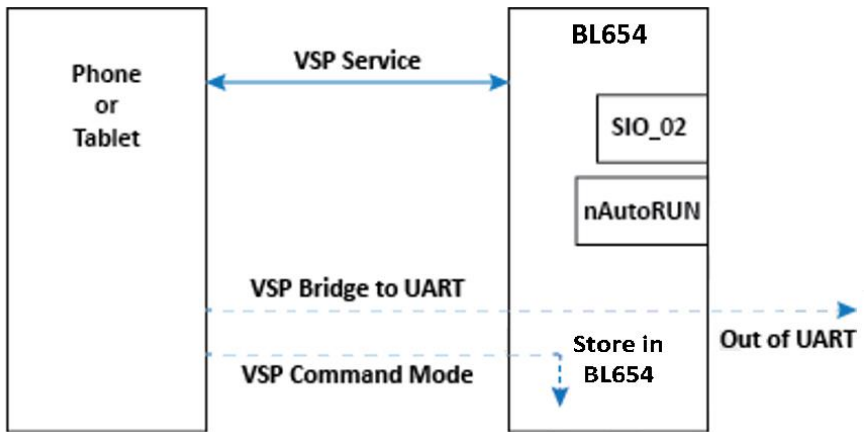 Phone
or
Tablet
VSP Service
BL654
SIO_02
nAutoRUN
VSP Bridge to UART
Out of UART
VSP Command Mode
Store in
BL654